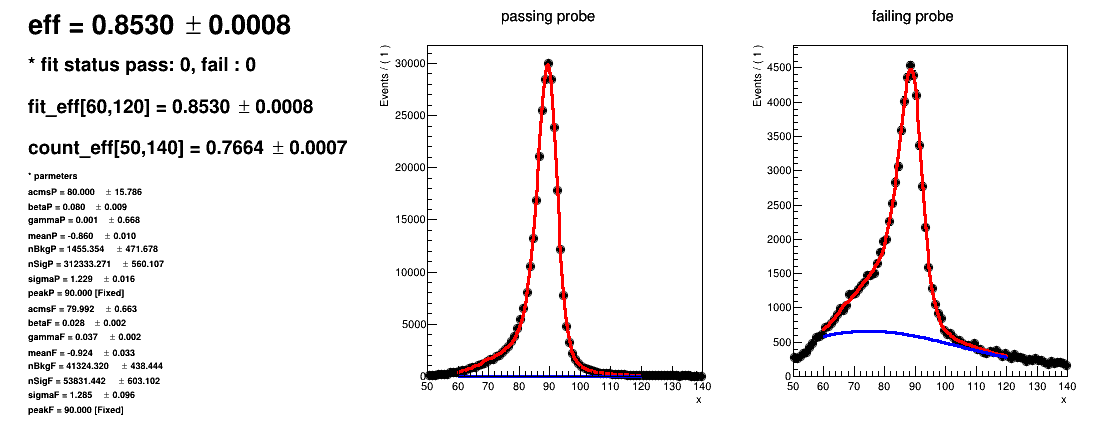 eff = 0.8530 ± 0.0008
* fit status pass: 0, fail : 0
fit_eff[60,120] = 0.8530 ± 0.0008
count_eff[50,140] = 0.7664 ± 0.0007
* parmeters
acmsP = 80.000 ± 15.786
betaP = 0.080 ± 0.009
gammaP = 0.001 ± 0.668
meanP = -0.860 ± 0.010
nBkgP = 1455.354 ± 471.678
nSigP = 312333.271 ± 560.107
sigmaP = 1.229 ± 0.016
peakP = 90.000 [Fixed]
acmsF = 79.992 ± 0.663
betaF = 0.028 ± 0.002
gammaF = 0.037 ± 0.002
meanF = -0.924 ± 0.033
nBkgF = 41324.320 ± 438.444
nSigF = 53831.442 ± 603.102
sigmaF = 1.285 ± 0.096
peakF = 90.000 [Fixed]
passing probe
Events / ( 1 )
30000
25000
20000
15000
10000
5000
0
50 60 70 80 90 100 110 120 130 140
x
failing probe
Events / ( 1 )
4500
4000
3500
3000
2500
2000
1500
1000
500
0
50 60 70 80 90 100 110 120 130 140
x